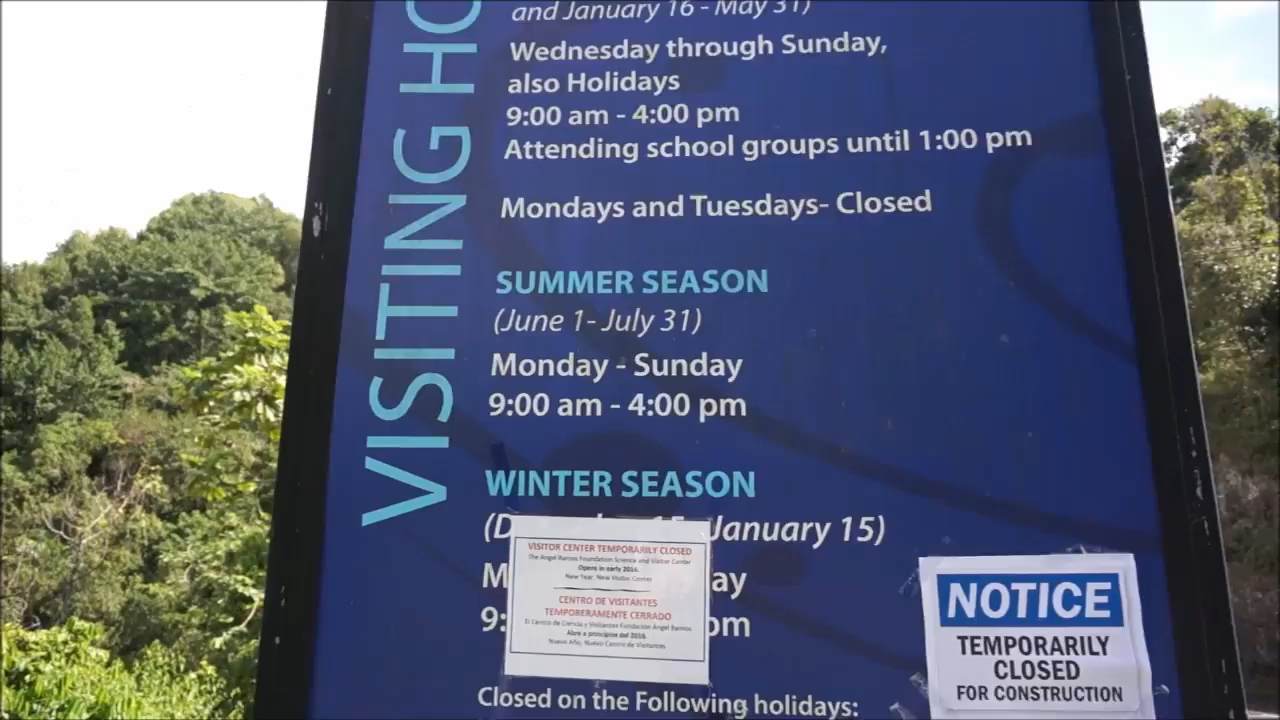 VISITING HO
and January 16 - May 31)
Wednesday through Sunday,
also Holidays
9:00 am - 4:00 pm
Attending school groups until 1:00 pm
Mondays and Tuesdays- Closed
SUMMER SEASON
(June 1- July 31)
Monday - Sunday
9:00 am - 4:00 pm
WINTER SEASON
(D 15 - January 15)
M ay
9: pm
VISITOR CENTER TEMPORARILY CLOSED
The Angel Ramos Foundation Science and Visitor Center
Opens in early 2016.
New Year, New Visitor Center
CENTRO DE VISITANTES
TEMPORERAMENTE CERRADO
El Centro de Ciencia y Visitantes Fundación Ángel Ramos
Abre a principios del 2016.
Nuevo Año, Nuevo Centro de Visitantes
NOTICE
TEMPORARILY
CLOSED
FOR CONSTRUCTION
Closed on the Following holidays: